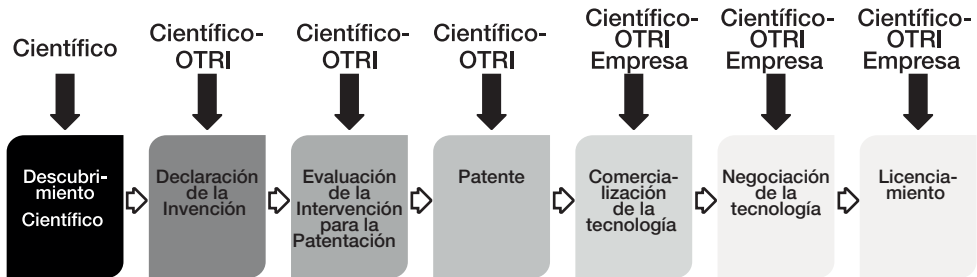 Científico
Científico-
OTRI
Científico-
OTRI
Científico-
OTRI
Científico-
OTRI
Empresa
Científico-
OTRI
Empresa
Científico-
OTRI
Empresa
Descubri-
miento
Científico
Declaración
de la
Invención
Evaluación
de la
Intervención
para la
Patentación
Patente
Comercia-
lización
de la
tecnología
Negociación
de la
tecnología
Licencia-
miento